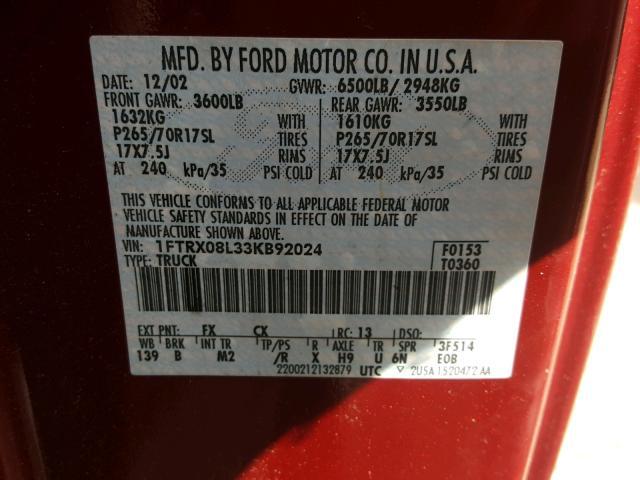 MFD. BY FORD MOTOR CO. IN U.S.A.
DATE: 12/02 GVWR: 6500LB/ 2948KG
FRONT GAWR: 3600LB REAR GAWR: 3550LB
1632KG WITH 1610KG WITH
P265/70R17SL TIRES P265/70R17SL TIRES
17X7.5J RIMS 17X7.5J RIMS
AT 240 kPa/35 PSI COLD AT 240 kPa/35 PSI COLD
THIS VEHICLE CONFORMS TO ALL APPLICABLE FEDERAL MOTOR
VEHICLE SAFETY STANDARDS IN EFFECT ON THE DATE OF
MANUFACTURE SHOWN ABOVE.
VIN: 1FTRX08L33KB92024 F0153
TYPE: TRUCK T0360
EXT PNT: FX CX RC: 13 DSO:
WB BRK INT TR TP/PS R AXLE TR SPR 3F514
139 B M2 /R X H9 U 6N EOB
2200212132879 UTC ▽ 2U5A 1520472 AA